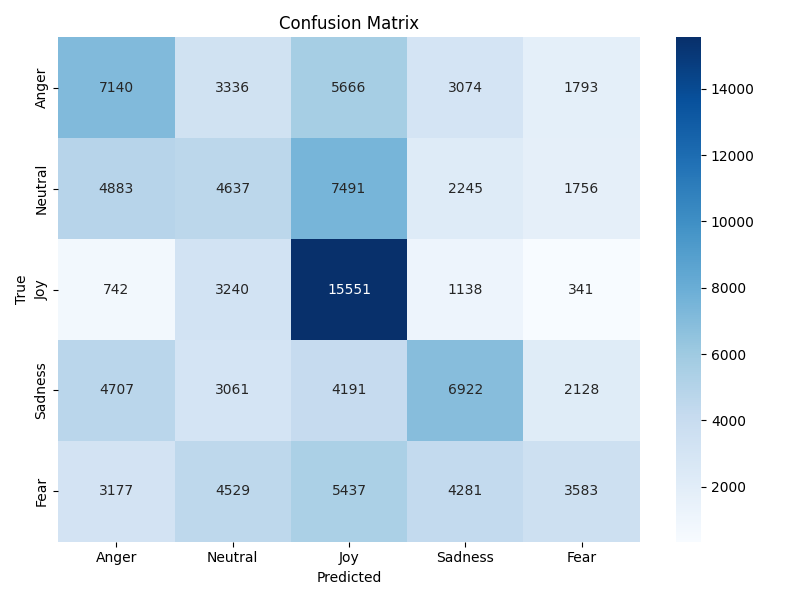 Confusion Matrix
Anger 7140 3336 5666 3074 1793
Neutral 4883 4637 7491 2245 1756
Joy 742 3240 15551 1138 341
Sadness 4707 3061 4191 6922 2128
Fear 3177 4529 5437 4281 3583
True
Anger Neutral Joy Sadness Fear
Predicted
14000
12000
10000
8000
6000
4000
2000